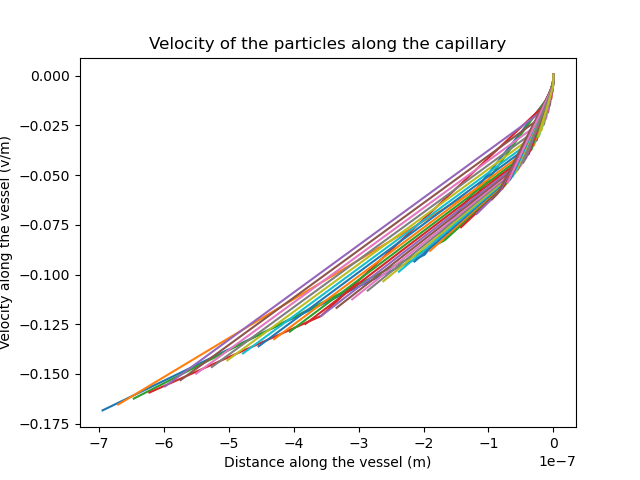 Velocity of the particles along the capillary
Velocity along the vessel (v/m)
0.000
−0.025
−0.050
−0.075
−0.100
−0.125
−0.150
−0.175
−7 −6 −5 −4 −3 −2 −1 0
1e−7
Distance along the vessel (m)